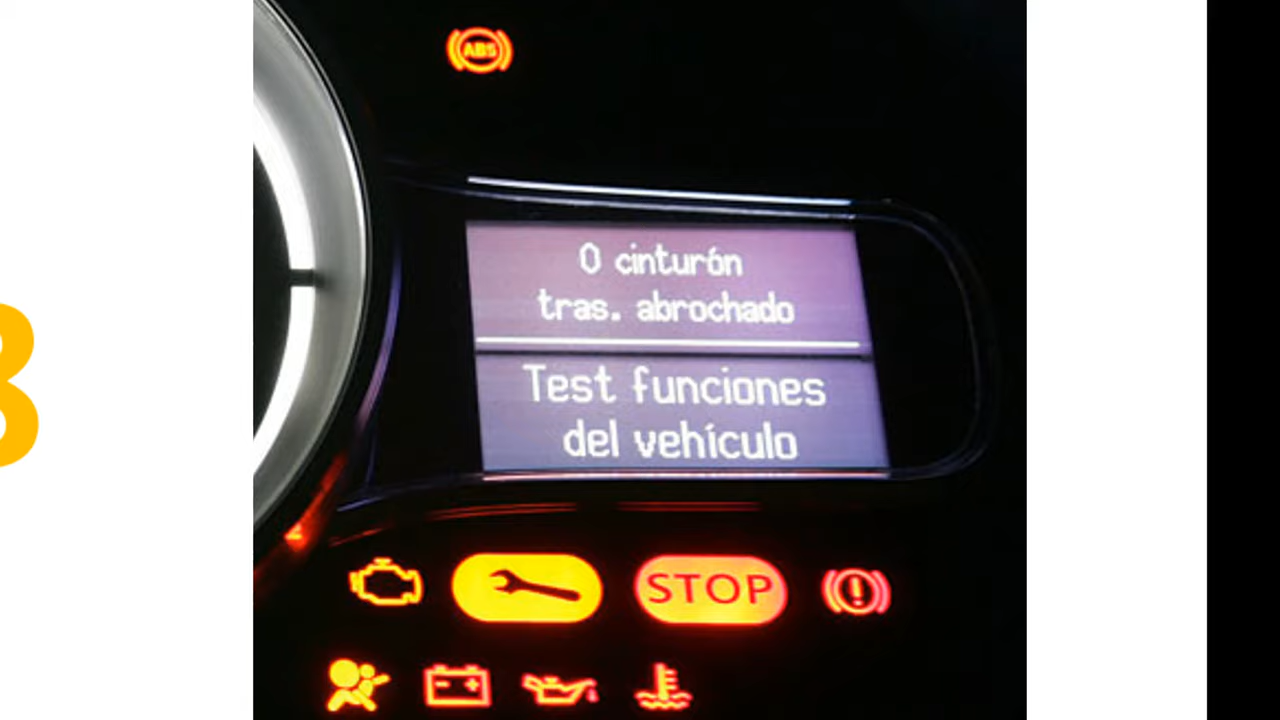 ABS
0 cinturón
tras. abrochado
Test funciones
del vehículo
STOP